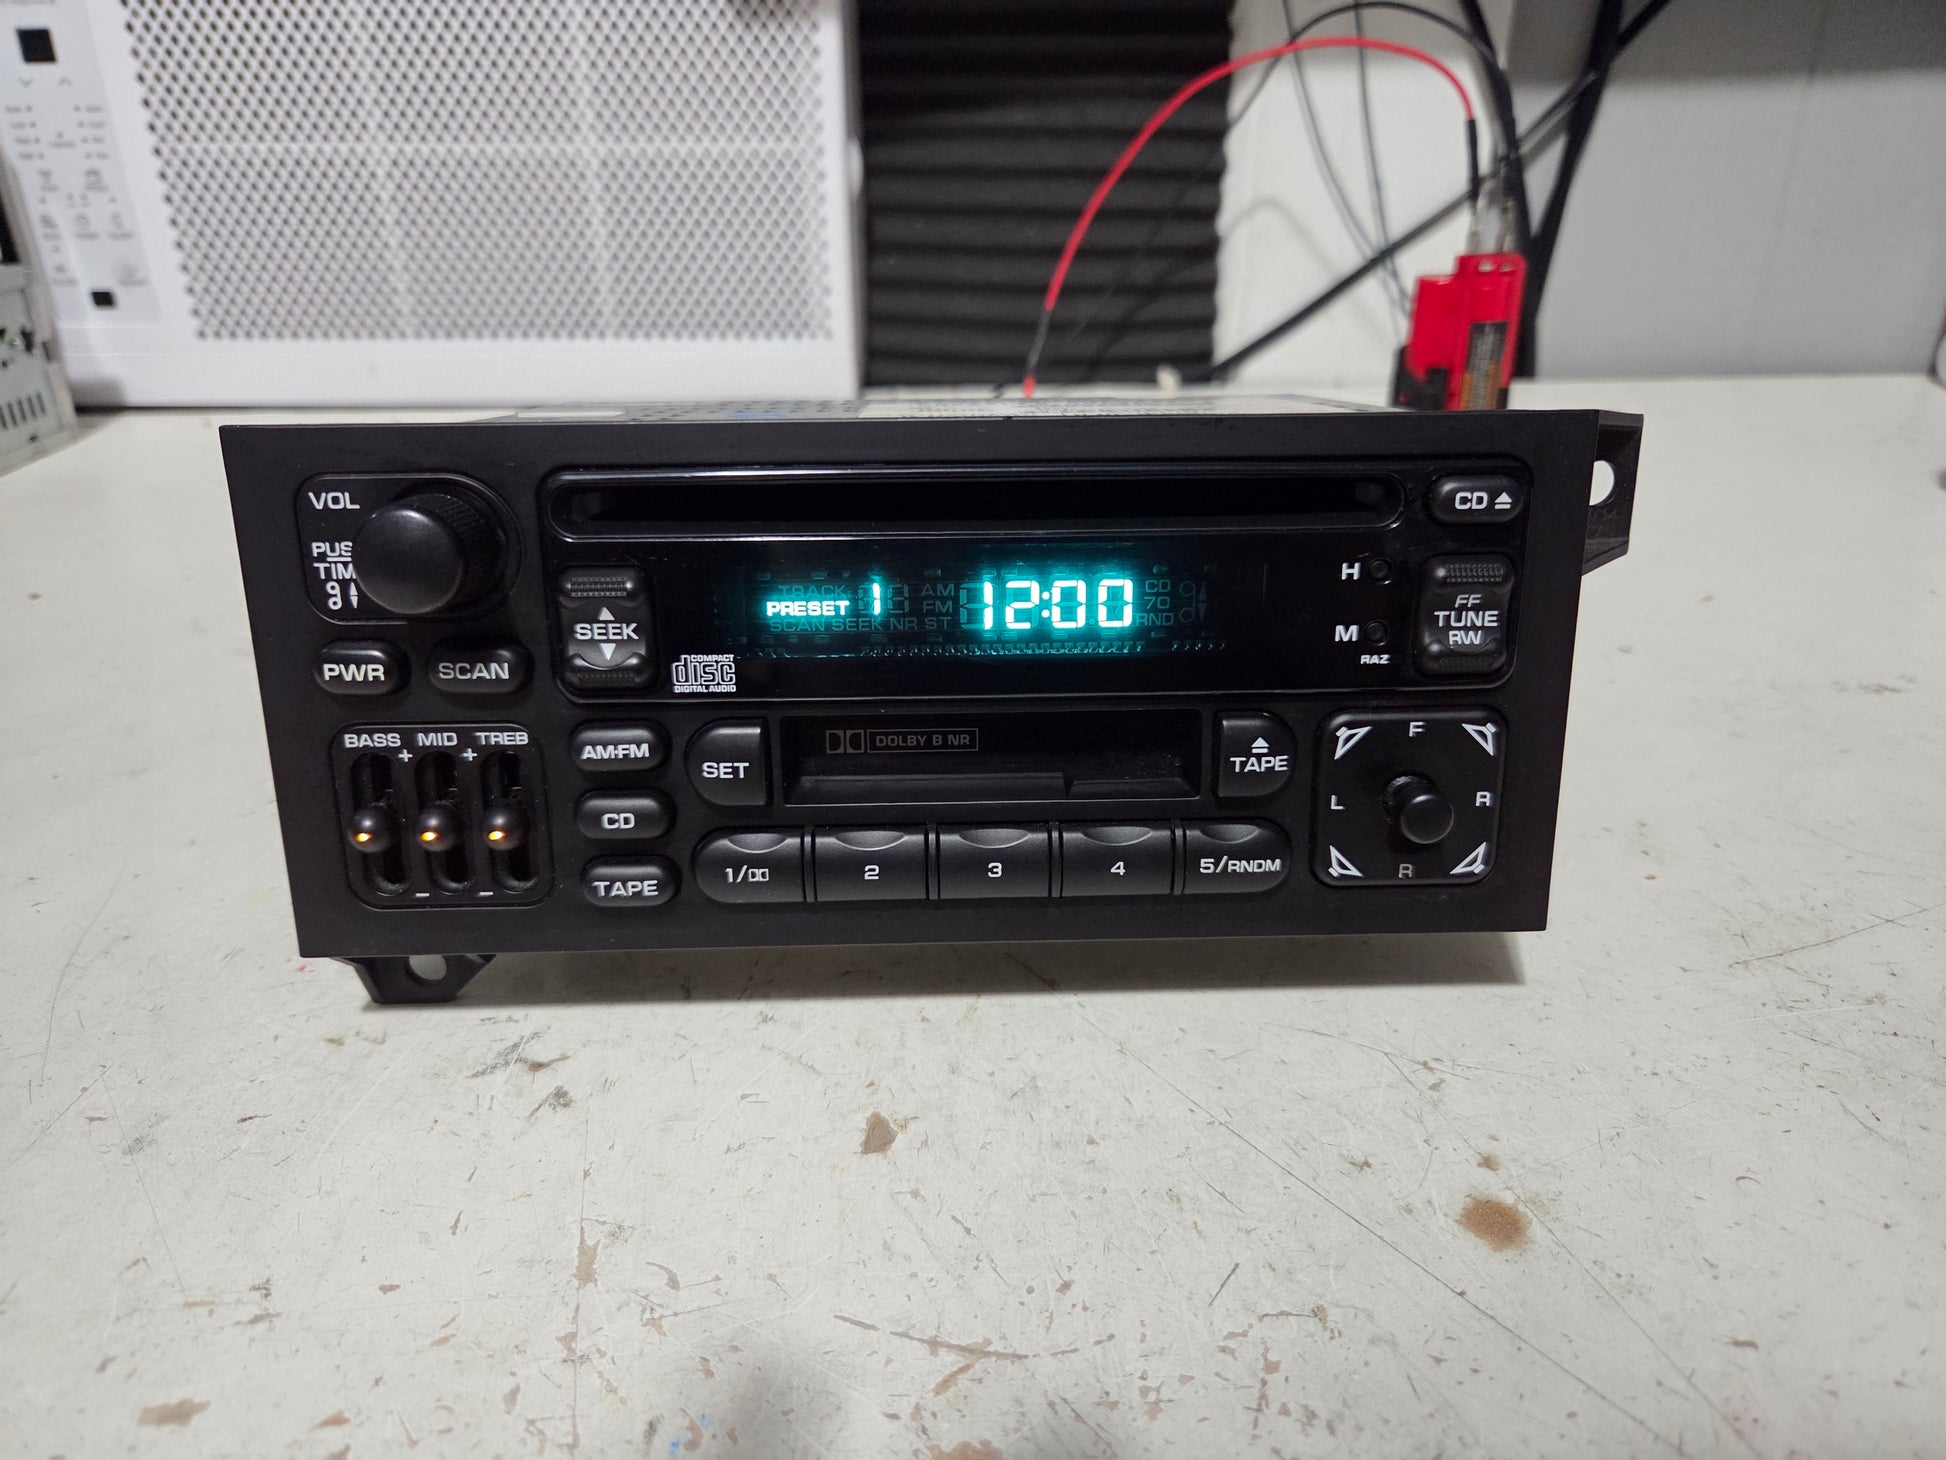 VOL
CD
PUS
TIM
H
TRACK
AM
CD
PRESET 1
FM
12:00
70
FF
SEEK
TUNE
SCAN SEEK NR ST
RND
M
RW
RAZ
COMPACT
disc
DIGITAL AUDIO
PWR
SCAN
BASS MID TREB
+ +
- -
AM•FM
SET
DOLBY B NR
TAPE
CD
TAPE
1/
2
3
4
5/RNDM
F
L R
R